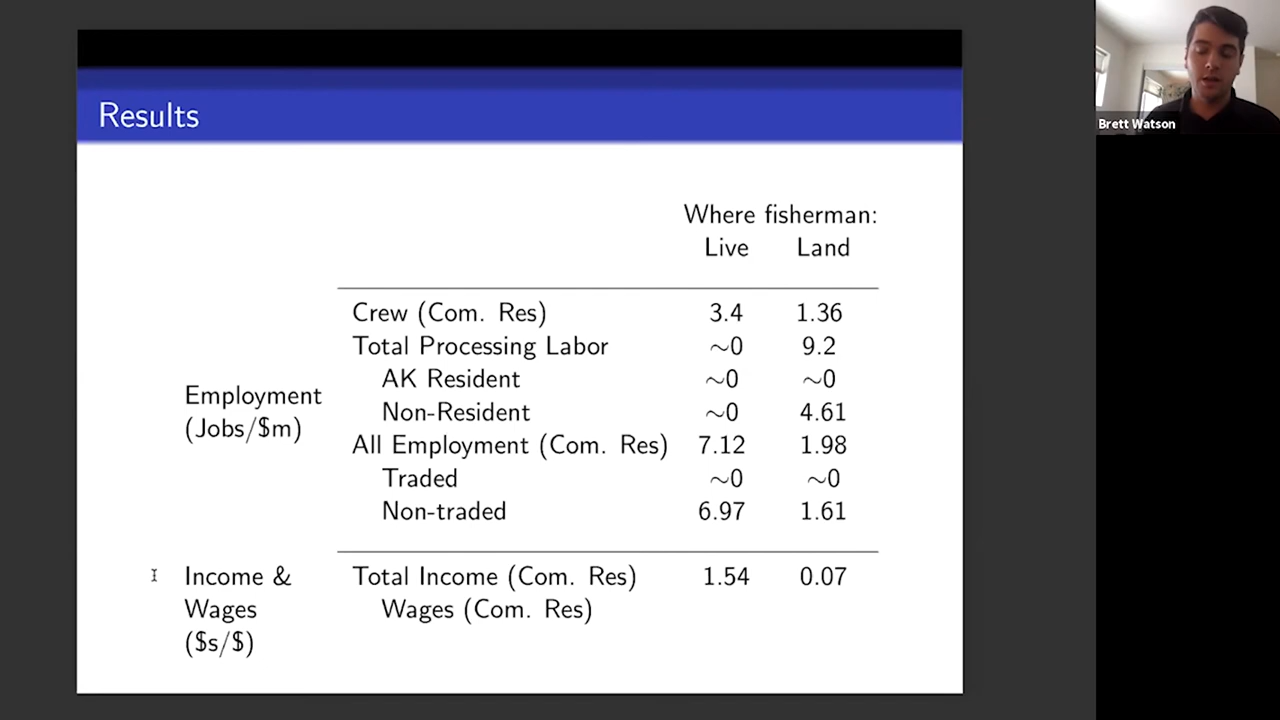 Results
Where fisherman:
Live Land
Crew (Com. Res) 3.4 1.36
Total Processing Labor ~0 9.2
AK Resident ~0 ~0
Employment
(Jobs/$m)
Non-Resident ~0 4.61
All Employment (Com. Res) 7.12 1.98
Traded ~0 ~0
Non-traded 6.97 1.61
Income & Total Income (Com. Res) 1.54 0.07
Wages Wages (Com. Res)
($s/$)
Brett Watson